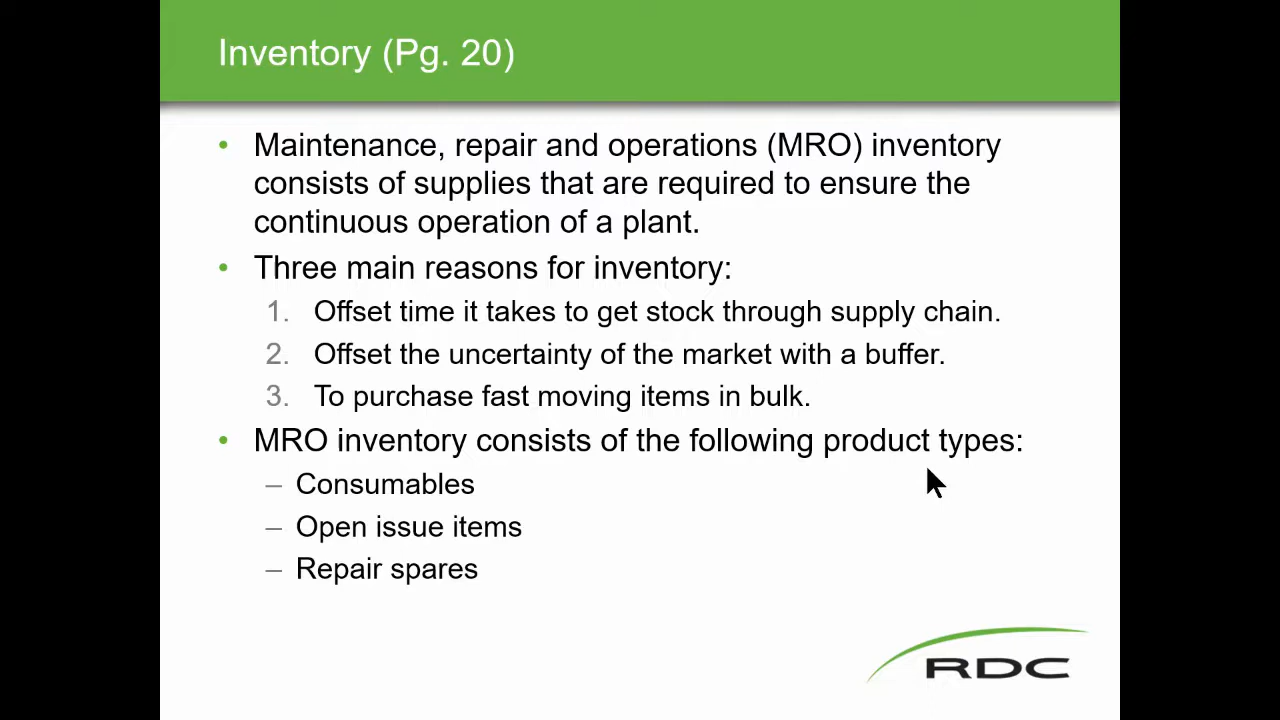 Inventory (Pg. 20)
• Maintenance, repair and operations (MRO) inventory
consists of supplies that are required to ensure the
continuous operation of a plant.
• Three main reasons for inventory:
1. Offset time it takes to get stock through supply chain.
2. Offset the uncertainty of the market with a buffer.
3. To purchase fast moving items in bulk.
• MRO inventory consists of the following product types:
– Consumables
– Open issue items
– Repair spares
RDC